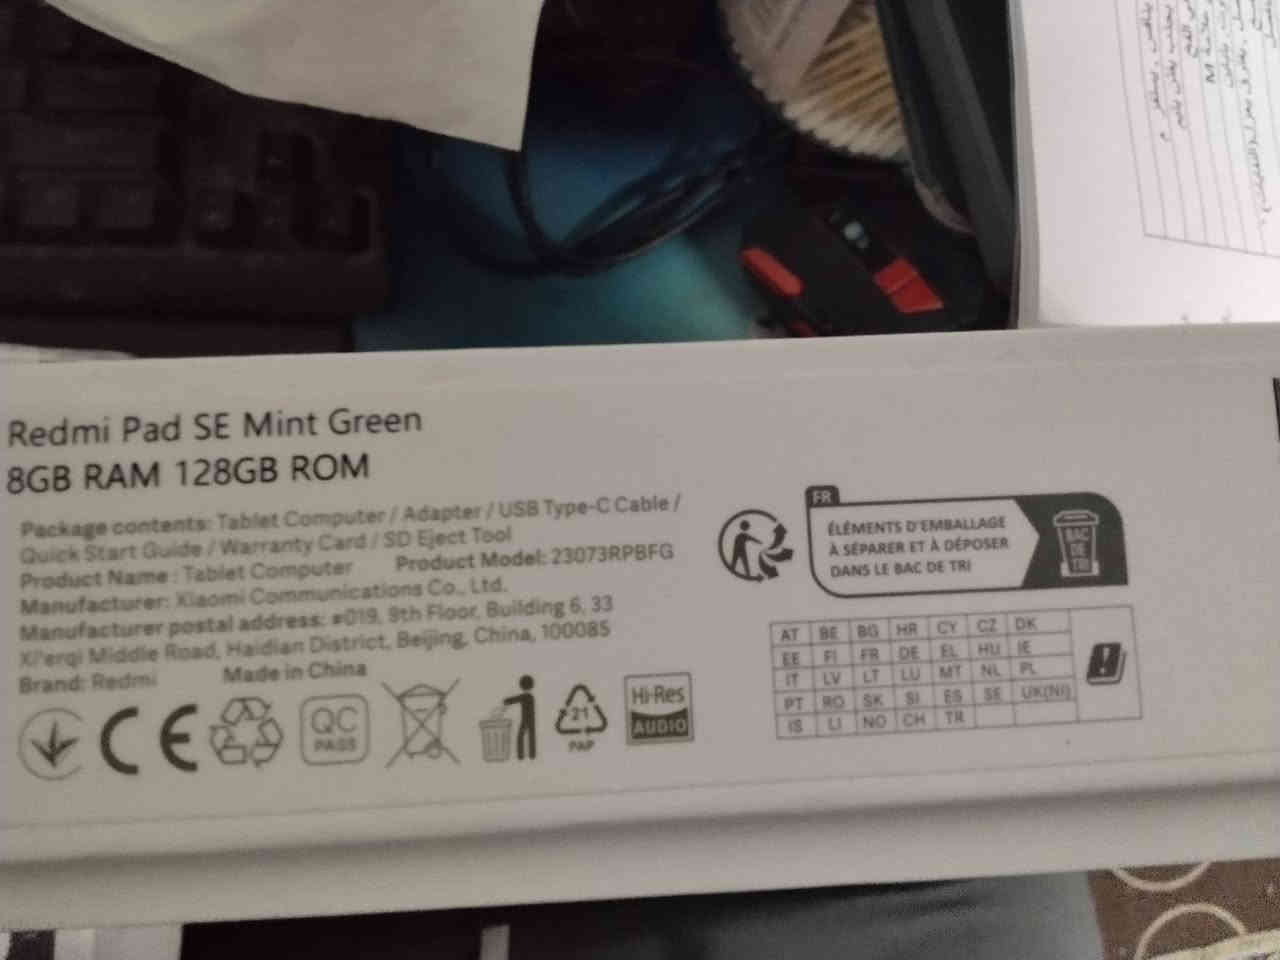 Redmi Pad SE Mint Green
8GB RAM 128GB ROM
Package contents: Tablet Computer / Adapter / USB Type-C Cable /
Quick Start Guide / Warranty Card / SD Eject Tool
Product Name : Tablet Computer Product Model: 23073RPBFG
Manufacturer: Xiaomi Communications Co., Ltd.
Manufacturer postal address: #019, 9th Floor, Building 6, 33
Xi'erqi Middle Road, Haidian District, Beijing, China, 100085
Brand: Redmi Made in China
CE
QC
PASS
21
PAP
Hi-Res
AUDIO
FR
ÉLÉMENTS D'EMBALLAGE
À SÉPARER ET À DÉPOSER
DANS LE BAC DE TRI
BAC
DE
TRI
AT BE BG HR CY CZ DK
EE FI FR DE EL HU IE
IT LV LT LU MT NL PL
PT RO SK SI ES SE UK(NI)
IS LI NO CH TR